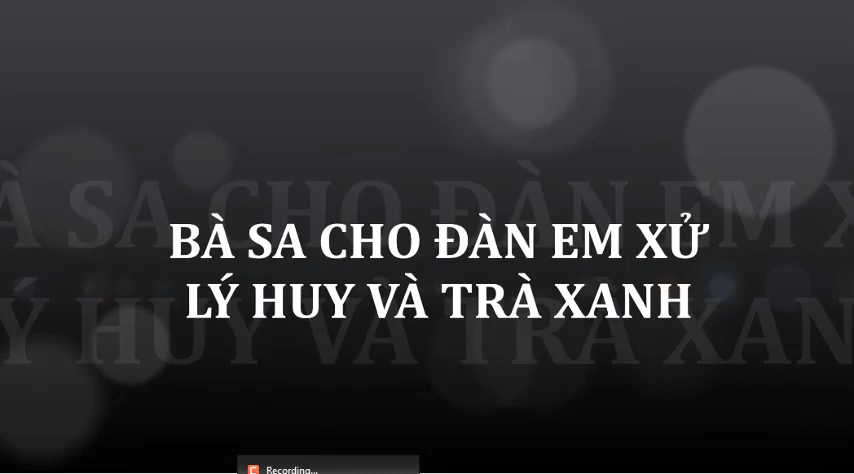 BÀ SA CHO ĐÀN EM XỬ
LÝ HUY VÀ TRÀ XANH
Recording...